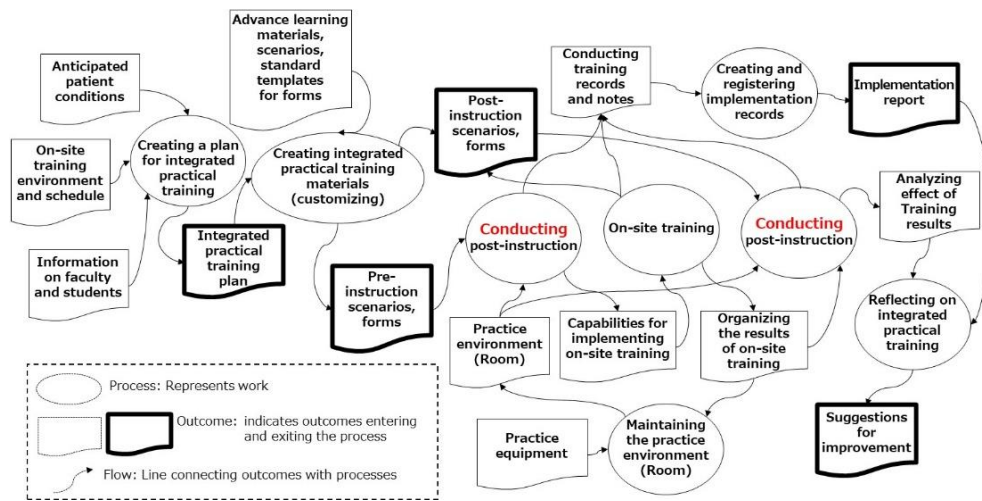 Anticipated
patient
conditions
On-site
training
environment
and schedule
Information
on faculty
and students
Creating a plan
for integrated
practical
training
Integrated
practical
training
plan
Advance learning
materials,
scenarios,
standard
templates
for forms
Creating integrated
practical training
materials
(customizing)
Post-
instruction
scenarios,
forms
Pre-
instruction
scenarios,
forms
Conducting
training
records
and notes
Creating and
registering
implementation
records
Implementation
report
Conducting
post-instruction
On-site training
Conducting
post-instruction
Analyzing
effect of
Training
results
Practice
environment
(Room)
Capabilities for
implementing
on-site training
Organizing
the results
of on-site
training
Reflecting on
integrated
practical
training
Practice
equipment
Maintaining
the practice
environment
(Room)
Suggestions
for
improvement
Process: Represents work
Outcome: indicates outcomes entering
and exiting the process
Flow: Line connecting outcomes with processes